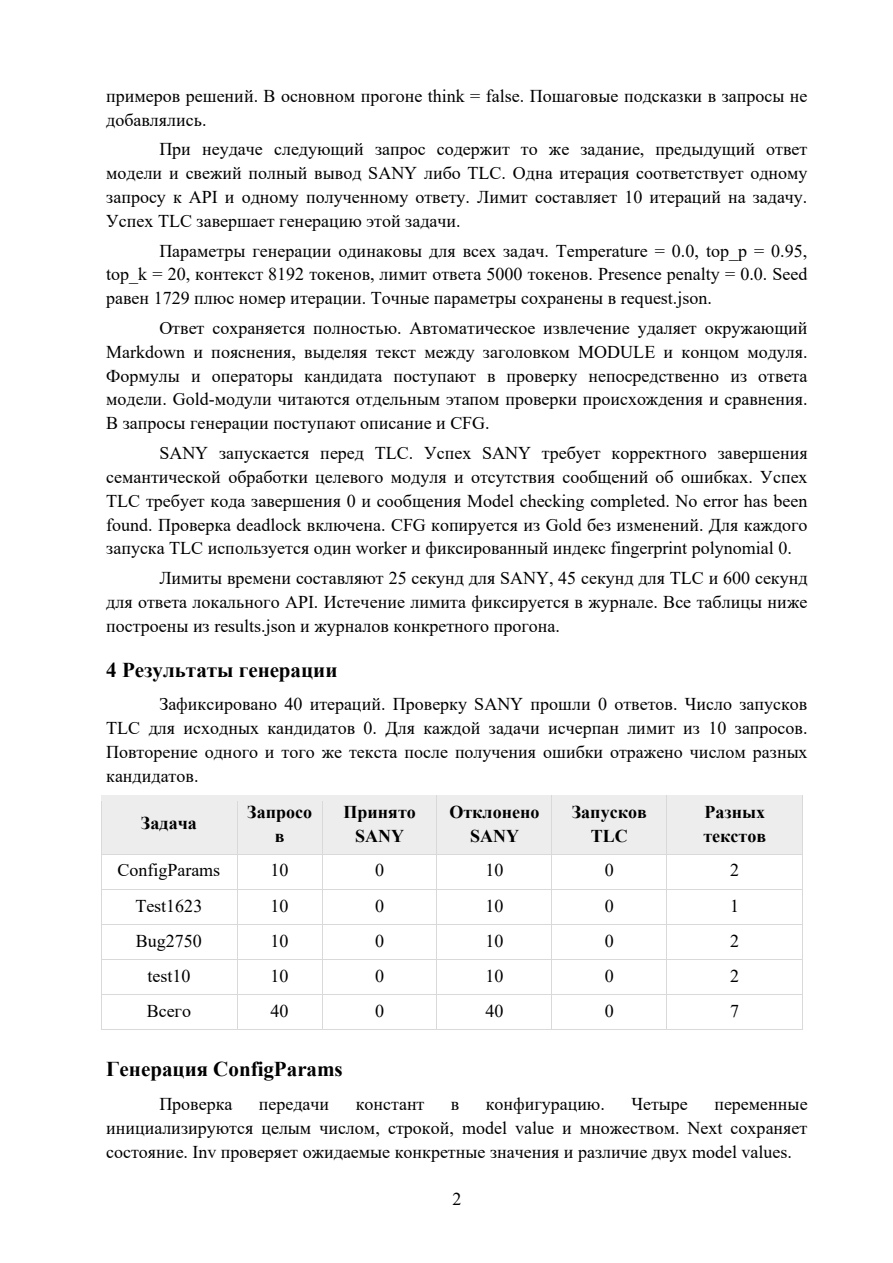 примеров решений. В основном прогоне think = false. Пошаговые подсказки в запросы не
добавлялись.
При неудаче следующий запрос содержит то же задание, предыдущий ответ
модели и свежий полный вывод SANY либо TLC. Одна итерация соответствует одному
запросу к API и одному полученному ответу. Лимит составляет 10 итераций на задачу.
Успех TLC завершает генерацию этой задачи.
Параметры генерации одинаковы для всех задач. Temperature = 0.0, top_p = 0.95,
top_k = 20, контекст 8192 токенов, лимит ответа 5000 токенов. Presence penalty = 0.0. Seed
равен 1729 плюс номер итерации. Точные параметры сохранены в request.json.
Ответ сохраняется полностью. Автоматическое извлечение удаляет окружающий
Markdown и пояснения, выделяя текст между заголовком MODULE и концом модуля.
Формулы и операторы кандидата поступают в проверку непосредственно из ответа
модели. Gold-модули читаются отдельным этапом проверки происхождения и сравнения.
В запросы генерации поступают описание и CFG.
SANY запускается перед TLC. Успех SANY требует корректного завершения
семантической обработки целевого модуля и отсутствия сообщений об ошибках. Успех
TLC требует кода завершения 0 и сообщения Model checking completed. No error has been
found. Проверка deadlock включена. CFG копируется из Gold без изменений. Для каждого
запуска TLC используется один worker и фиксированный индекс fingerprint polynomial 0.
Лимиты времени составляют 25 секунд для SANY, 45 секунд для TLC и 600 секунд
для ответа локального API. Истечение лимита фиксируется в журнале. Все таблицы ниже
построены из results.json и журналов конкретного прогона.
4 Результаты генерации
Зафиксировано 40 итераций. Проверку SANY прошли 0 ответов. Число запусков
TLC для исходных кандидатов 0. Для каждой задачи исчерпан лимит из 10 запросов.
Повторение одного и того же текста после получения ошибки отражено числом разных
кандидатов.
Задача Запросо Принято Отклонено Запусков Разных
в SANY SANY TLC текстов
ConfigParams 10 0 10 0 2
Test1623 10 0 10 0 1
Bug2750 10 0 10 0 2
test10 10 0 10 0 2
Всего 40 0 40 0 7
Генерация ConfigParams
Проверка передачи констант в конфигурацию. Четыре переменные
инициализируются целым числом, строкой, model value и множеством. Next сохраняет
состояние. Inv проверяет ожидаемые конкретные значения и различие двух model values.
2